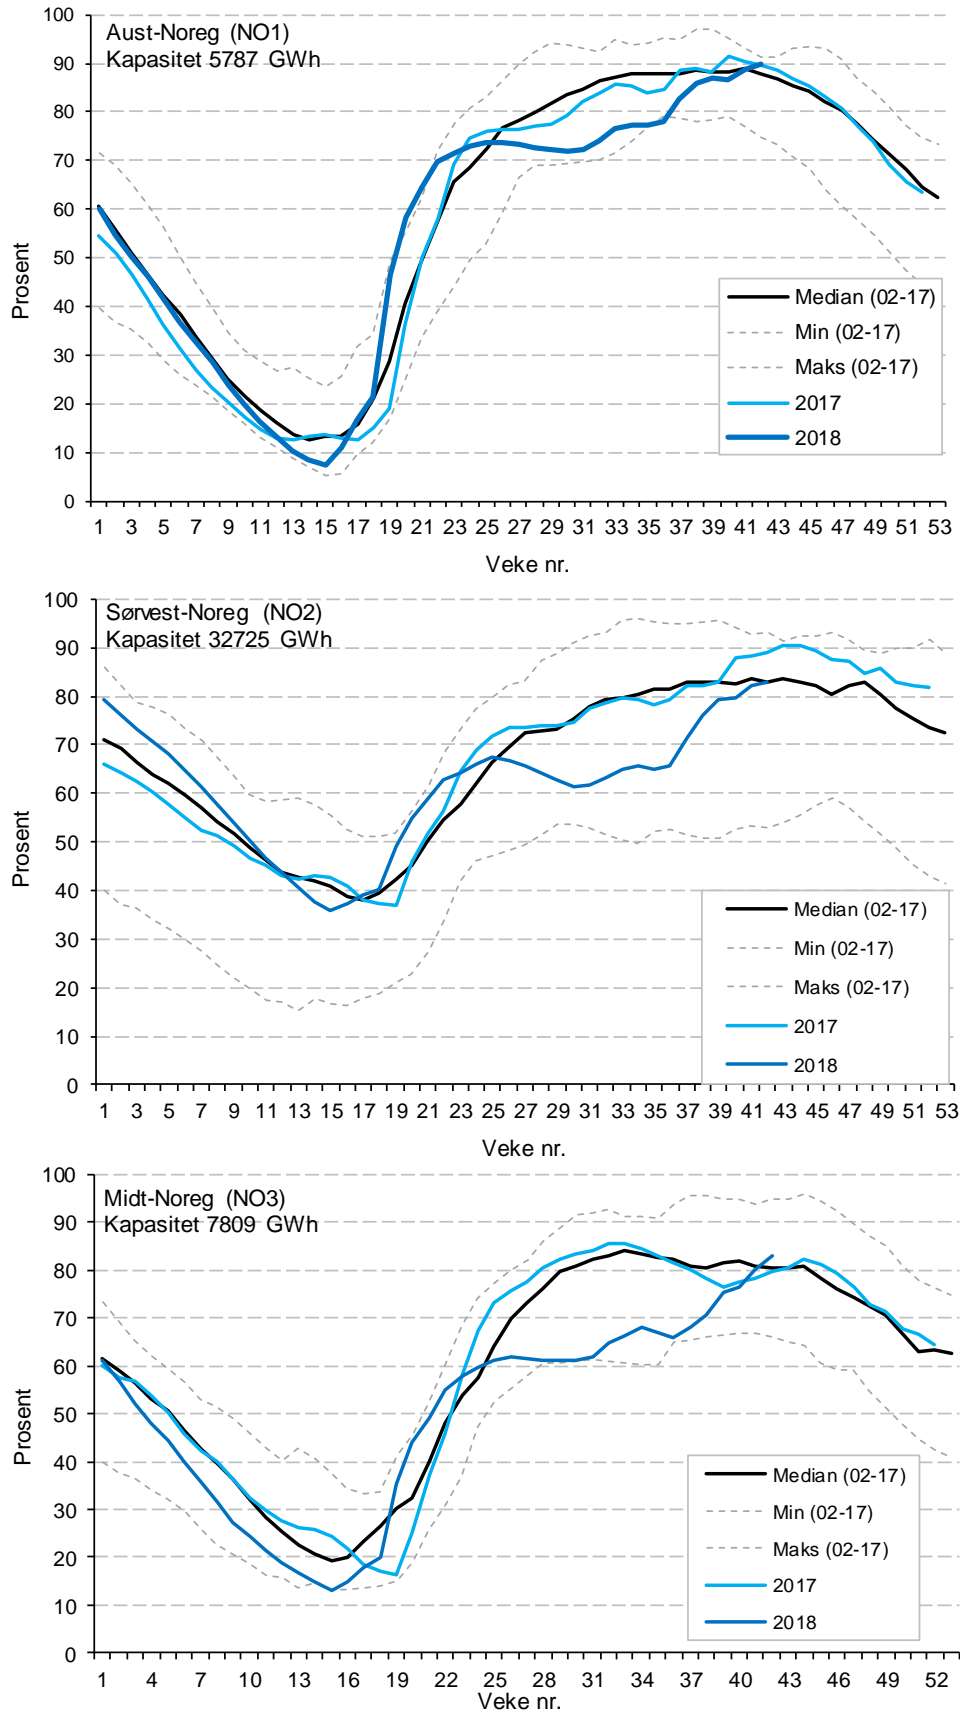 Aust-Noreg (NO1)
Kapasitet 5787 GWh
100
90
80
70
60
50
40
30
20
10
0
Prosent
Median (02-17)
Min (02-17)
Maks (02-17)
2017
2018
1 3 5 7 9 11 13 15 17 19 21 23 25 27 29 31 33 35 37 39 41 43 45 47 49 51 53
Veke nr.
Sørvest-Noreg (NO2)
Kapasitet 32725 GWh
100
90
80
70
60
50
40
30
20
10
0
Prosent
Median (02-17)
Min (02-17)
Maks (02-17)
2017
2018
1 3 5 7 9 11 13 15 17 19 21 23 25 27 29 31 33 35 37 39 41 43 45 47 49 51 53
Veke nr.
Midt-Noreg (NO3)
Kapasitet 7809 GWh
100
90
80
70
60
50
40
30
20
10
0
Prosent
Median (02-17)
Min (02-17)
Maks (02-17)
2017
2018
1 4 7 10 13 16 19 22 25 28 31 34 37 40 43 46 49 52
Veke nr.